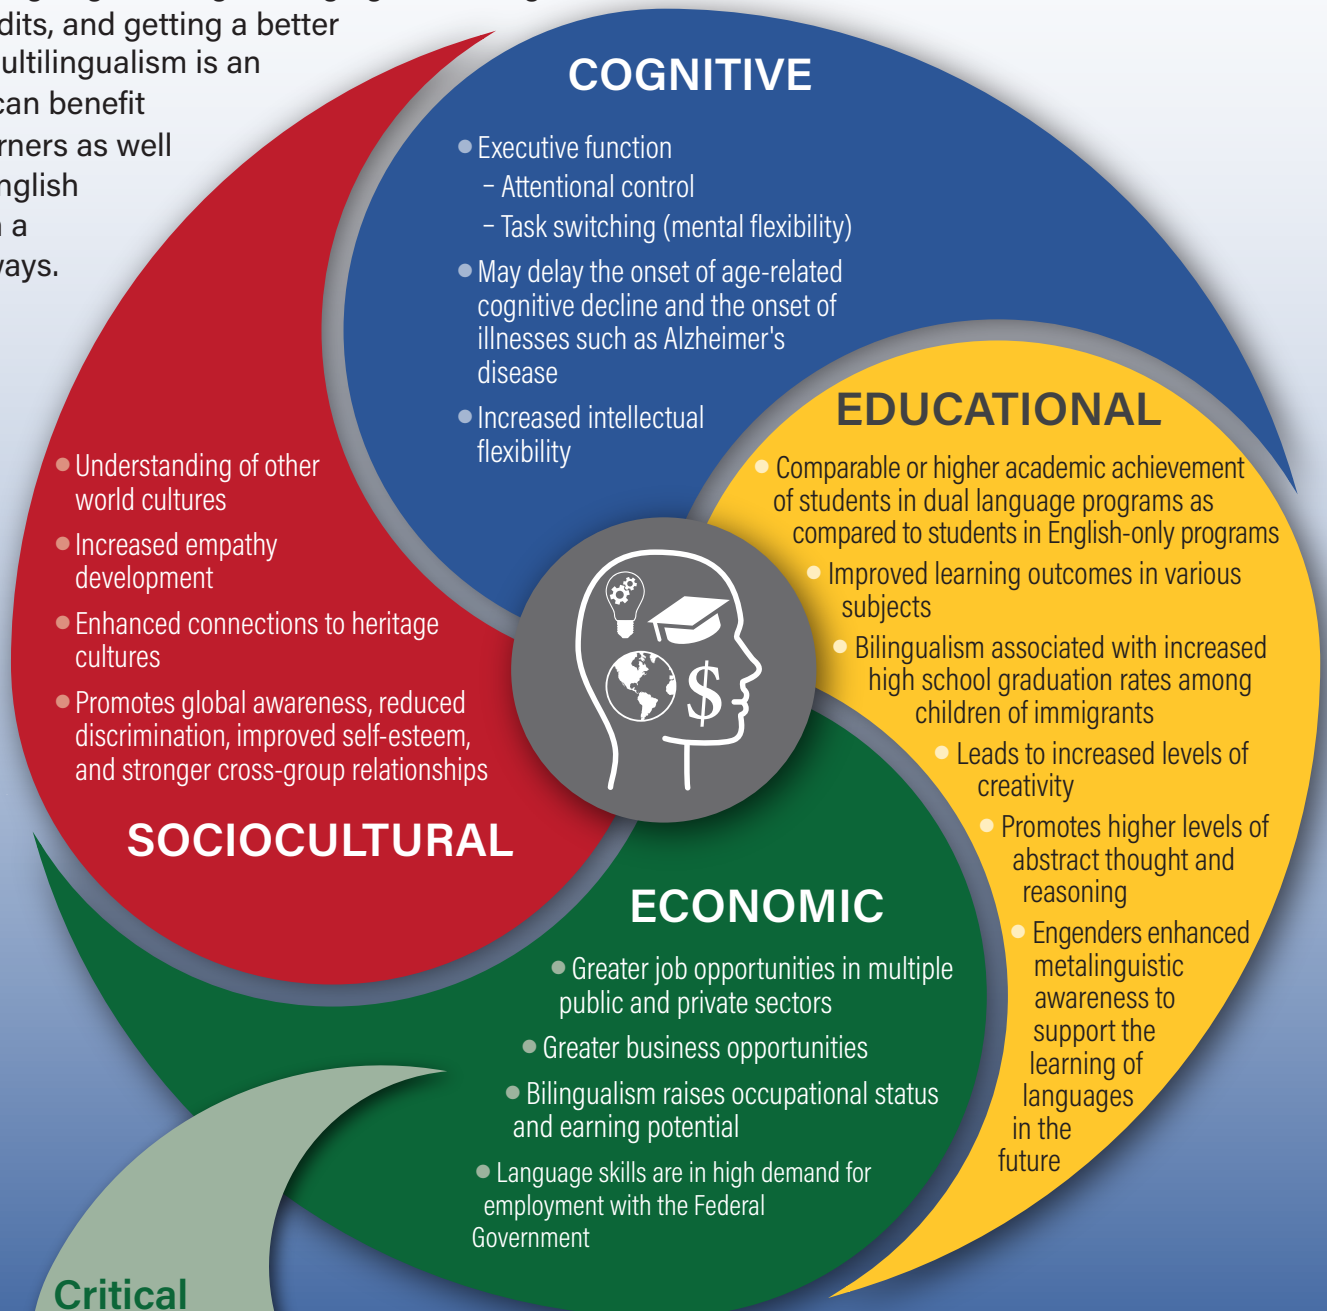 dits, and getting a better
ultilingualism is an
can benefit
rners as well
nglish
a
ays.
COGNITIVE
• Executive function
– Attentional control
– Task switching (mental flexibility)
• May delay the onset of age-related
cognitive decline and the onset of
illnesses such as Alzheimer's
disease
• Increased intellectual
flexibility
EDUCATIONAL
• Comparable or higher academic achievement
of students in dual language programs as
compared to students in English-only programs
• Improved learning outcomes in various
subjects
• Bilingualism associated with increased
high school graduation rates among
children of immigrants
• Leads to increased levels of
creativity
• Promotes higher levels of
abstract thought and
reasoning
• Engenders enhanced
metalinguistic
awareness to
support the
learning of
languages
in the
future
• Understanding of other
world cultures
• Increased empathy
development
• Enhanced connections to heritage
cultures
• Promotes global awareness, reduced
discrimination, improved self-esteem,
and stronger cross-group relationships
SOCIOCULTURAL
$
ECONOMIC
• Greater job opportunities in multiple
public and private sectors
• Greater business opportunities
• Bilingualism raises occupational status
and earning potential
• Language skills are in high demand for
employment with the Federal
Government
Critical